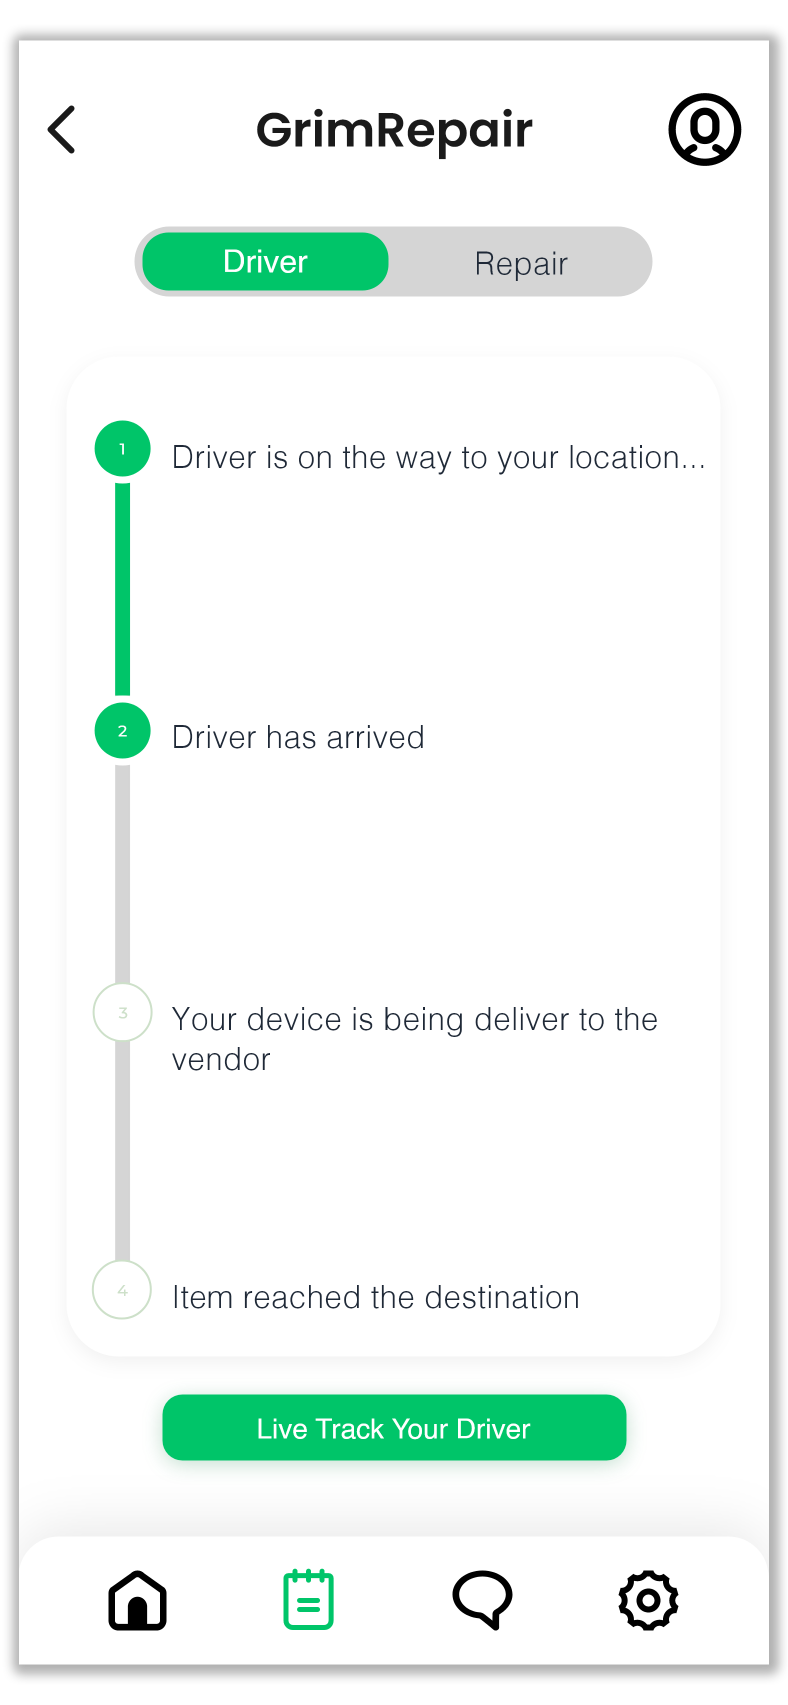 GrimRepair
Driver
Repair
1
Driver is on the way to your location...
2
Driver has arrived
3
Your device is being deliver to the
vendor
4
Item reached the destination
Live Track Your Driver